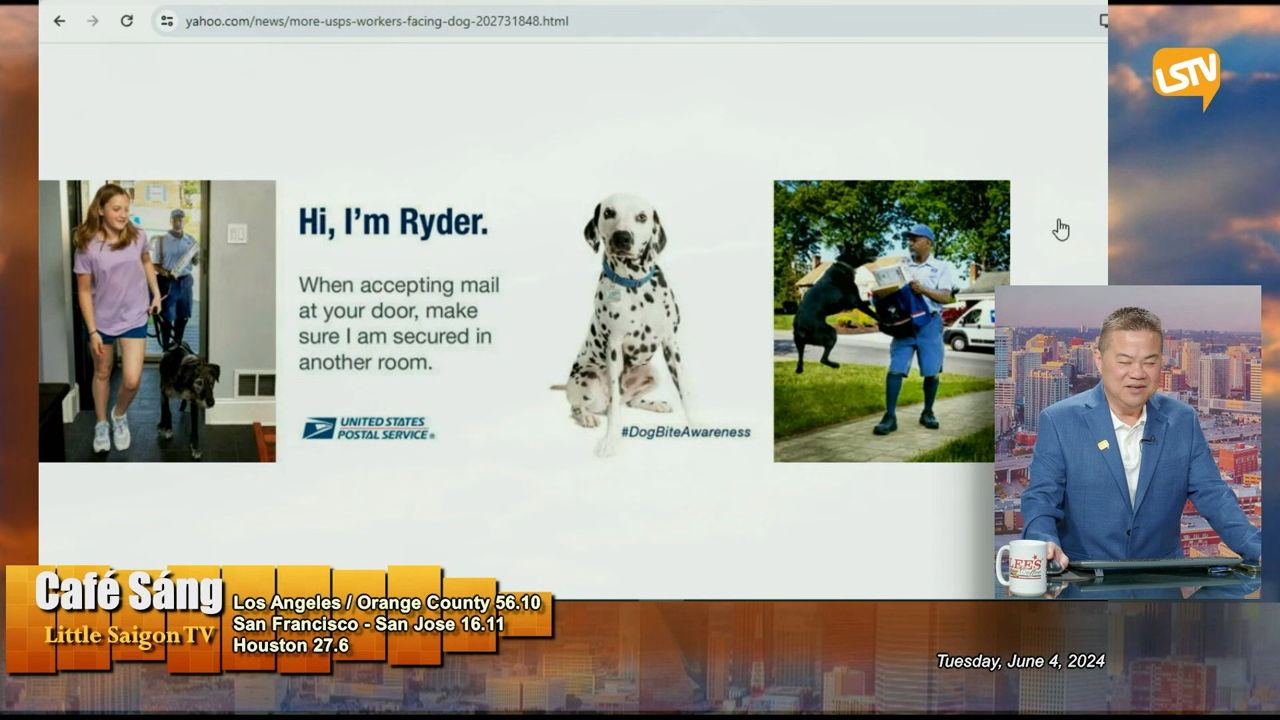 yahoo.com/news/more-usps-workers-facing-dog-202731848.html
LSTV
Hi, I'm Ryder.
When accepting mail
at your door, make
sure I am secured in
another room.
UNITED STATES
POSTAL SERVICE®
#DogBiteAwareness
LEE'S
Café Sáng
Little Saigon TV
Los Angeles / Orange County 56.10
San Francisco - San Jose 16.11
Houston 27.6
Tuesday, June 4, 2024